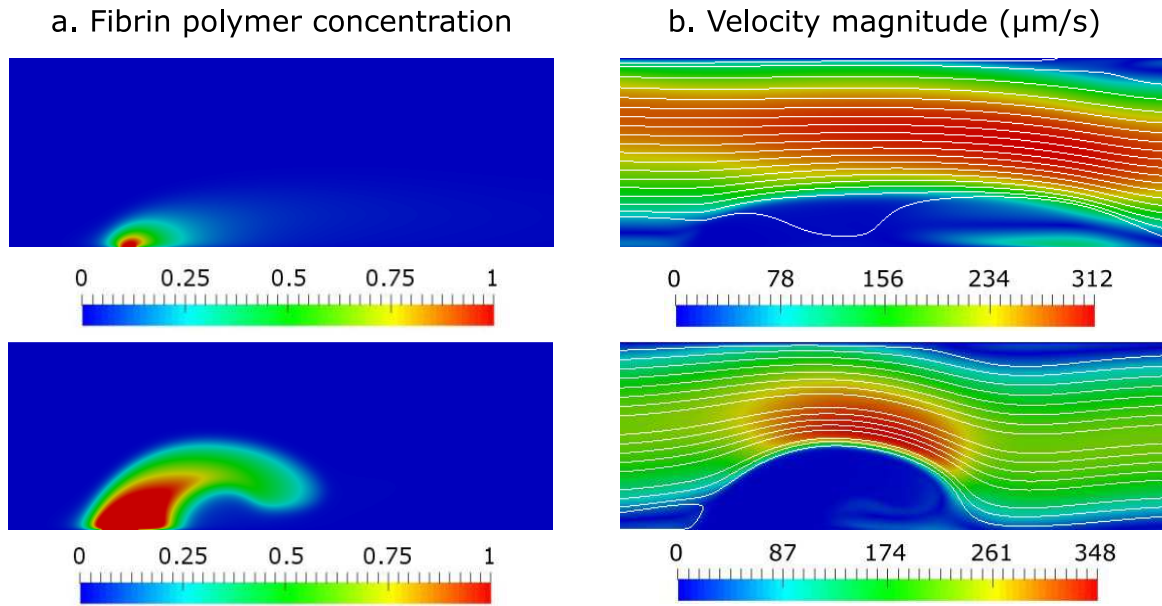 a. Fibrin polymer concentration
b. Velocity magnitude (µm/s)
0 0.25 0.5 0.75 1
0 78 156 234 312
0 0.25 0.5 0.75 1
0 87 174 261 348